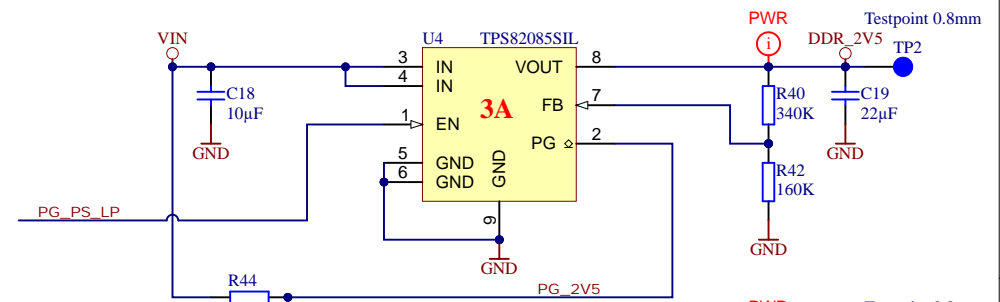 PWR
Testpoint 0.8mm
VIN
U4
TPS82085SIL
DDR_2V5
TP2
i
3
IN
VOUT
8
4
IN
C18
10µF
R40
340K
C19
22µF
3A
FB
7
1
EN
PG
2
GND
GND
5
GND
GND
6
GND
R42
160K
9
PG_PS_LP
GND
GND
R44
PG_2V5